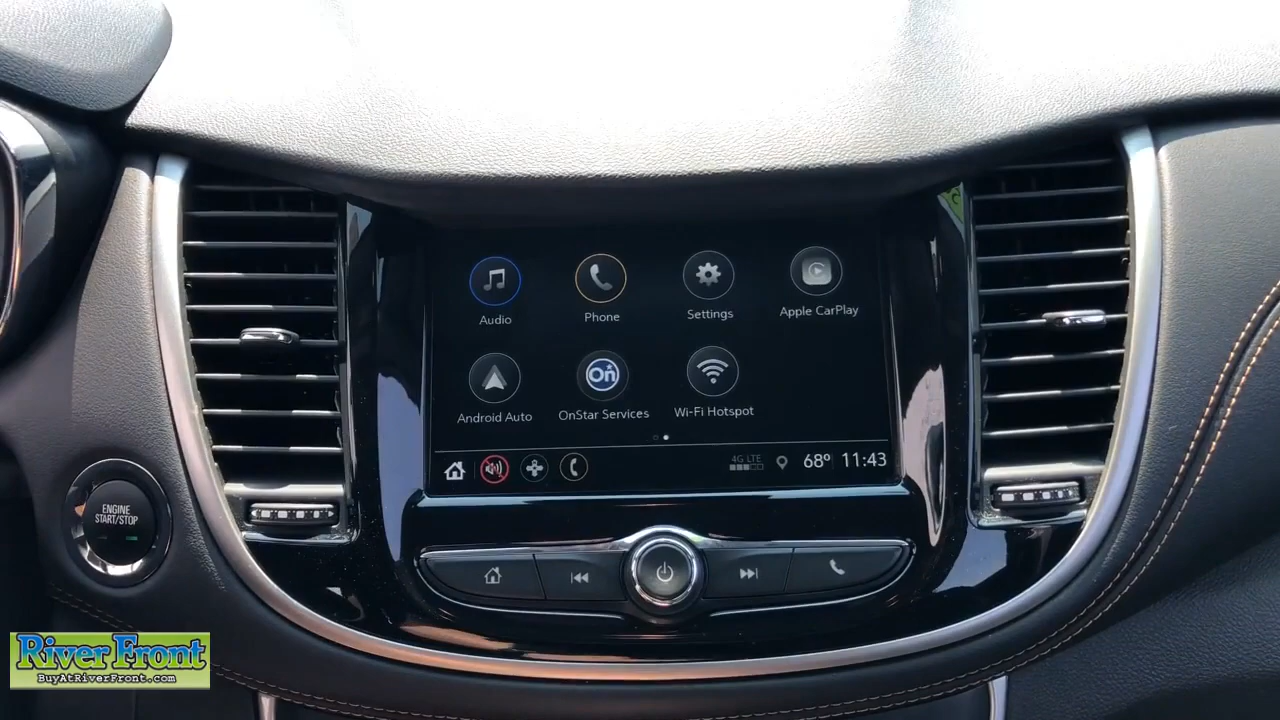 Audio
Phone
Settings
Apple CarPlay
Android Auto
On
OnStar Services
Wi-Fi Hotspot
4G LTE
68°
11:43
ENGINE
START/STOP
River Front
BuyAtRiverFront.com